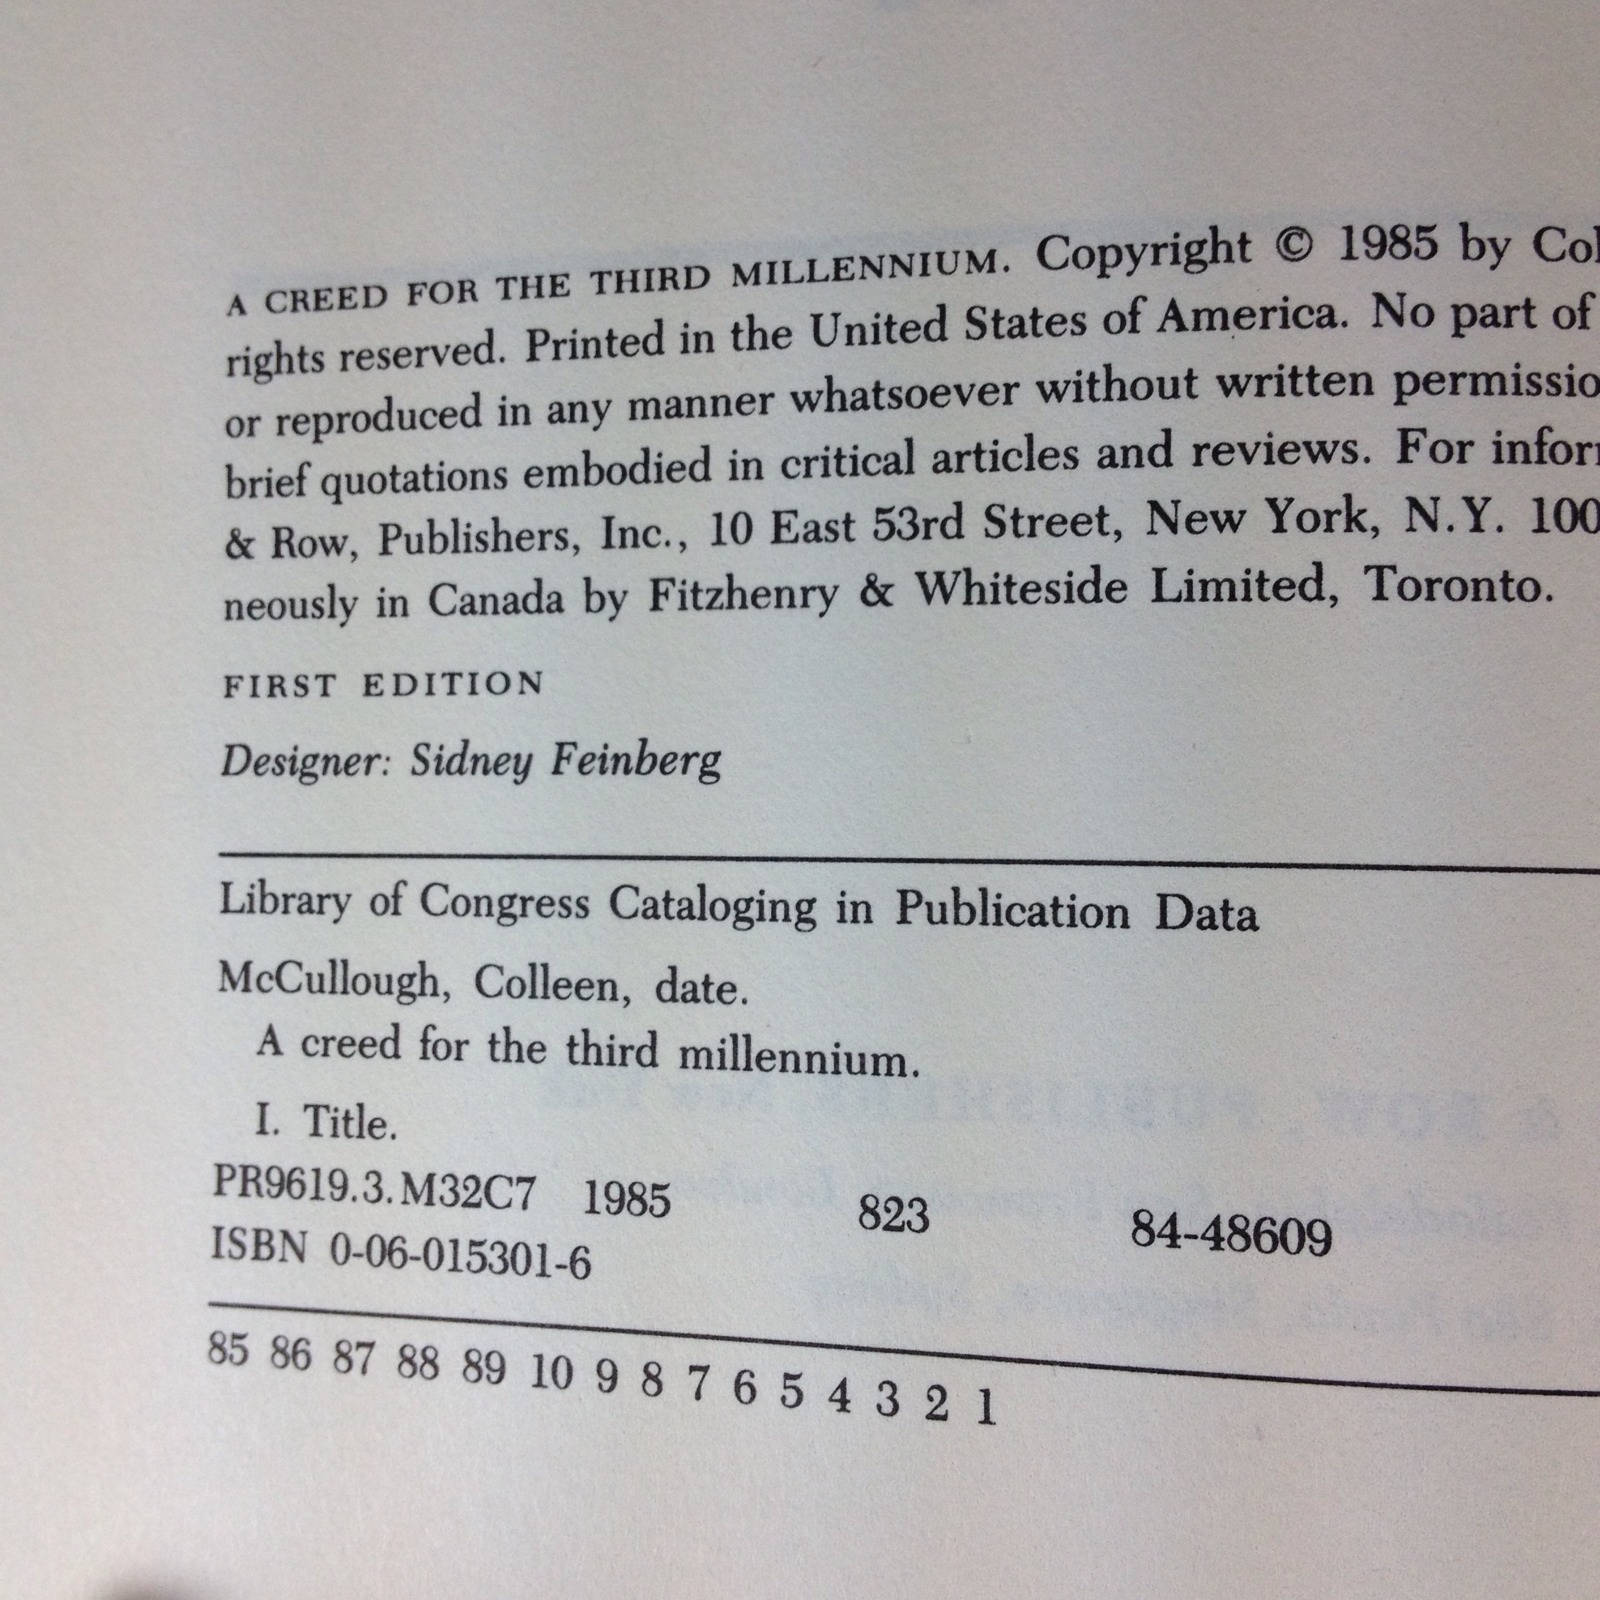 A CREED FOR THE THIRD MILLENNIUM. Copyright © 1985 by
rights reserved. Printed in the United States of America. No part of
or reproduced in any manner whatsoever without written
brief quotations embodied in critical articles and reviews. For
& Row, Publishers, Inc., 10 East 53rd Street, New York, N.Y.
neously in Canada by Fitzhenry & Whiteside Limited, Toronto.
FIRST EDITION
Designer: Sidney Feinberg
Library of Congress Cataloging in Publication Data
McCullough, Colleen, date.
A creed for the third millennium.
I. Title.
PR9619.3.M32C7 1985 823 84-48609
ISBN 0-06-015301-6
85 86 87 88 89 10 9 8 7 6 5 4 3 2 1